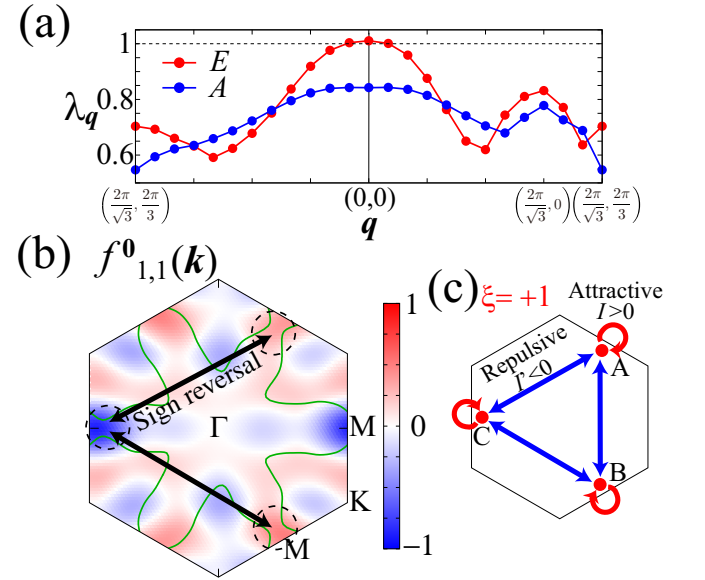 (a)
1
0.8
0.6
λq
E
A
(2π/√3, 2π/3)
(0,0)
(2π/√3, 0)
(2π/√3, 2π/3)
q
(b) f⁰1,1(k)
Sign reversal
Γ
M
K
M
1
0
−1
(c) ξ= +1
Attractive
I>0
Repulsive
I'<0
A
B
C